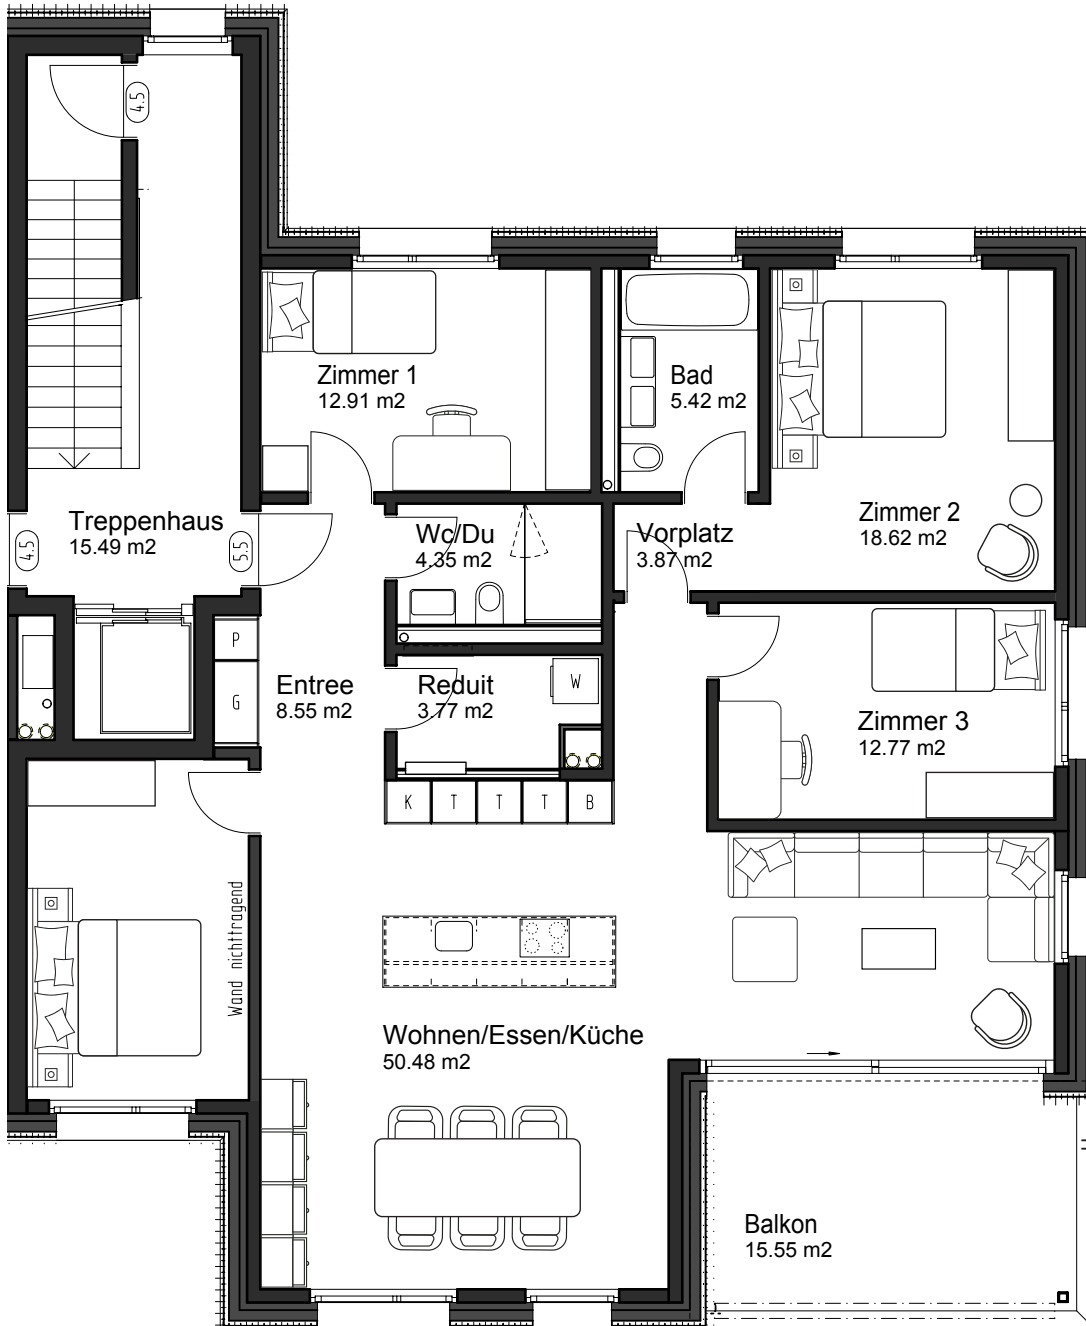 4.5
Zimmer 1
12.91 m2
Bad
5.42 m2
Zimmer 2
18.62 m2
Treppenhaus
15.49 m2
4.5
5.5
Wc/Du
4.35 m2
Vorplatz
3.87 m2
P
G
Entree
8.55 m2
Reduit
3.77 m2
W
Zimmer 3
12.77 m2
K T T T B
Wand nichttragend
Wohnen/Essen/Küche
50.48 m2
Balkon
15.55 m2